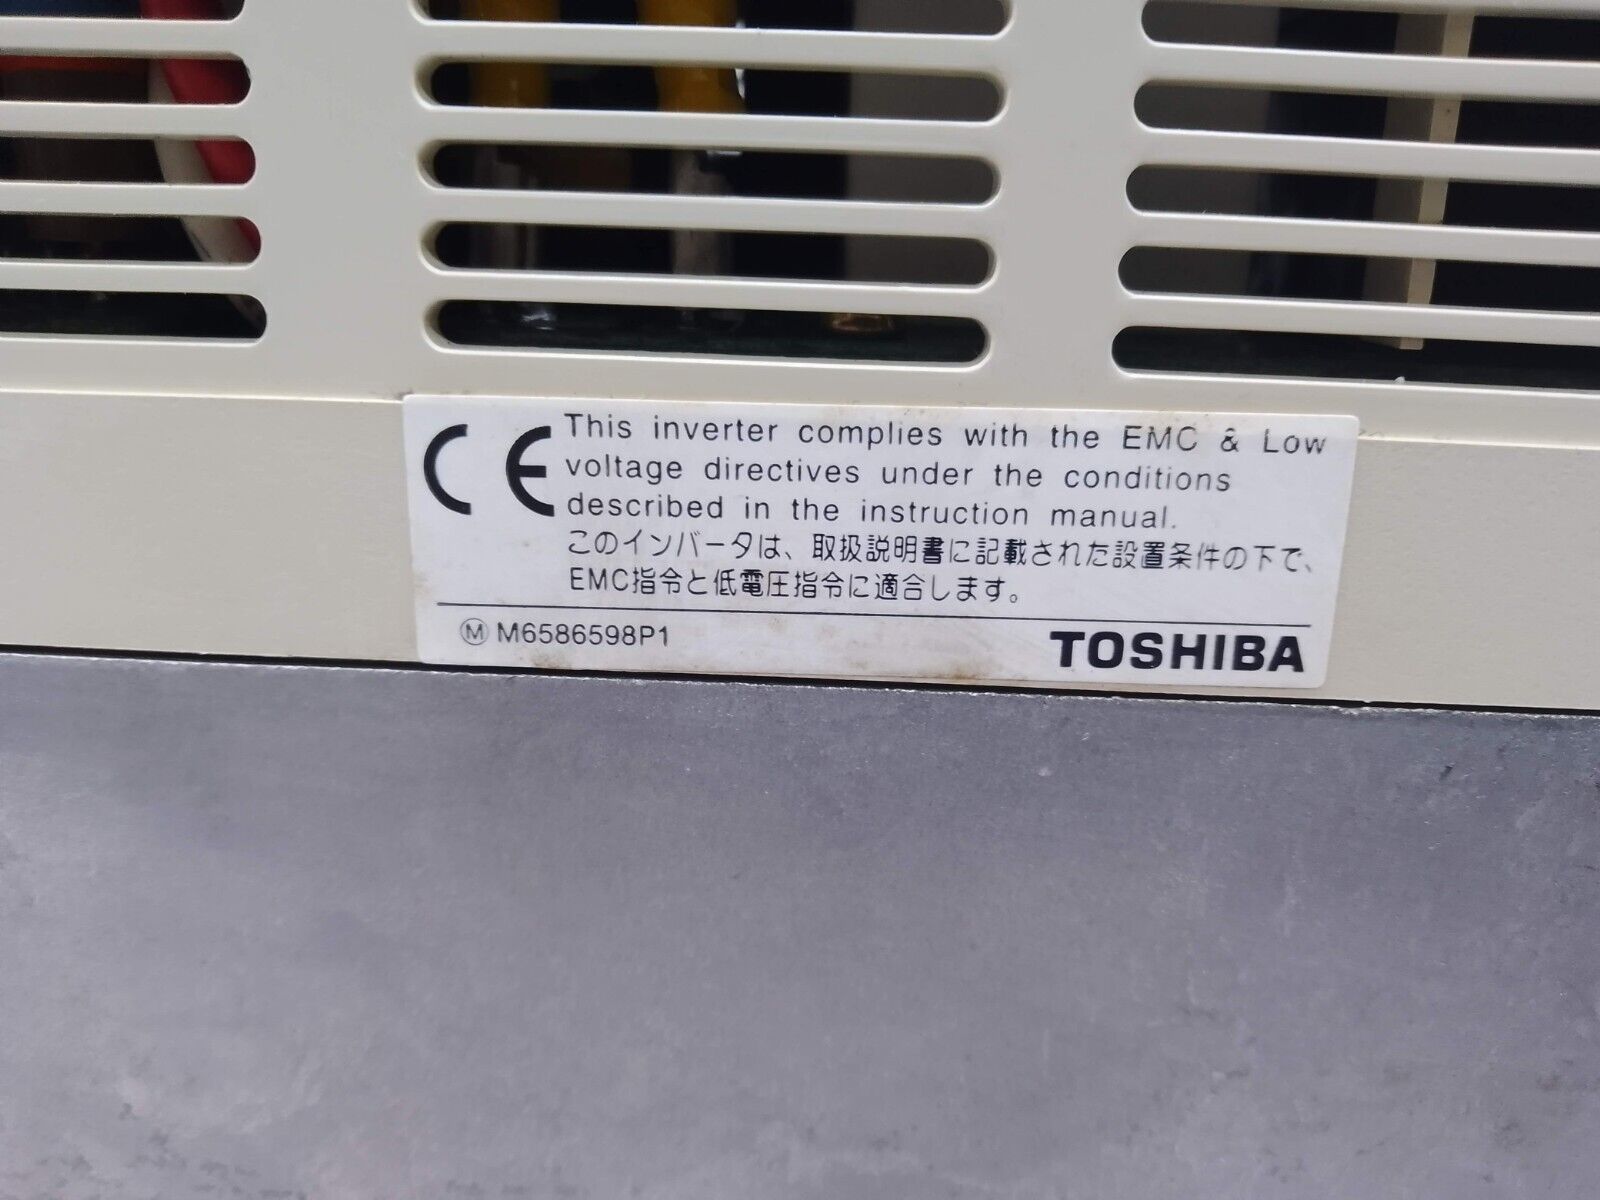 CE
This inverter complies with the EMC & Low
voltage directives under the conditions
described in the instruction manual.
このインバータは、取扱説明書に記載された設置条件の下で、
EMC指令と低電圧指令に適合します。
Ⓜ M6586598P1
TOSHIBA